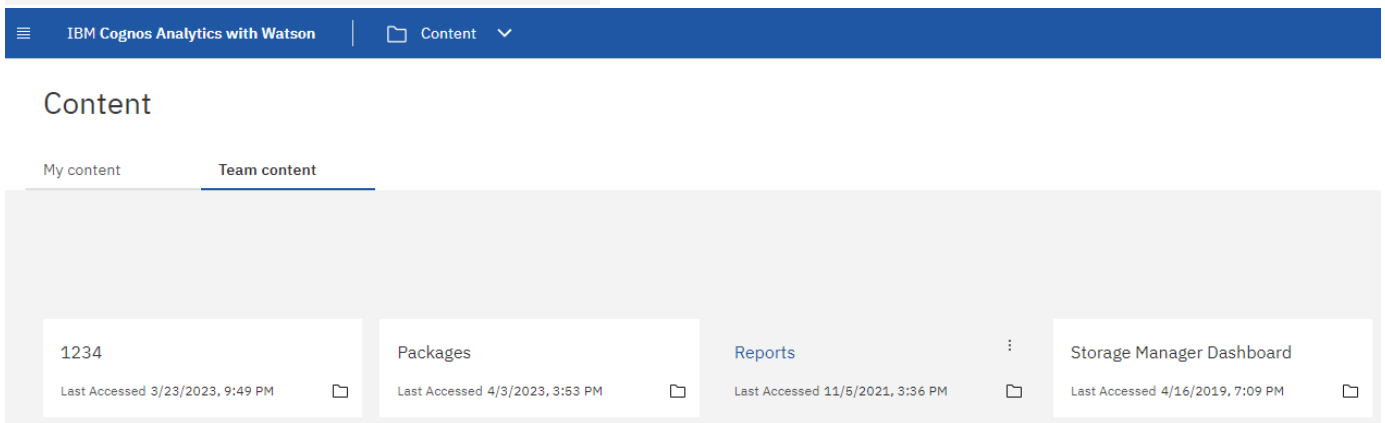 IBM Cognos Analytics with Watson Content
Content
My content Team content
1234 Packages Reports Storage Manager Dashboard
Last Accessed 3/23/2023, 9:49 PM Last Accessed 4/3/2023, 3:53 PM Last Accessed 11/5/2021, 3:36 PM Last Accessed 4/16/2019, 7:09 PM